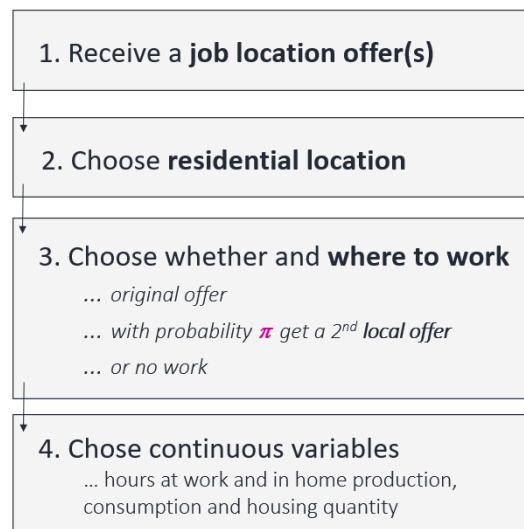 1. Receive a job location offer(s)
2. Choose residential location
3. Choose whether and where to work
... original offer
... with probability π get a 2nd local offer
... or no work
4. Chose continuous variables
... hours at work and in home production,
consumption and housing quantity